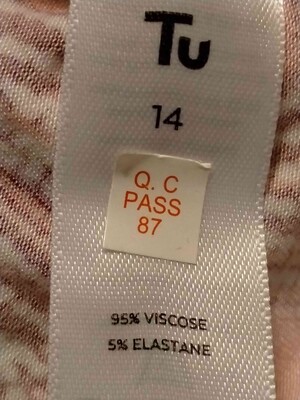 Tu
14
Q. C
PASS
87
95% VISCOSE
5% ELASTANE